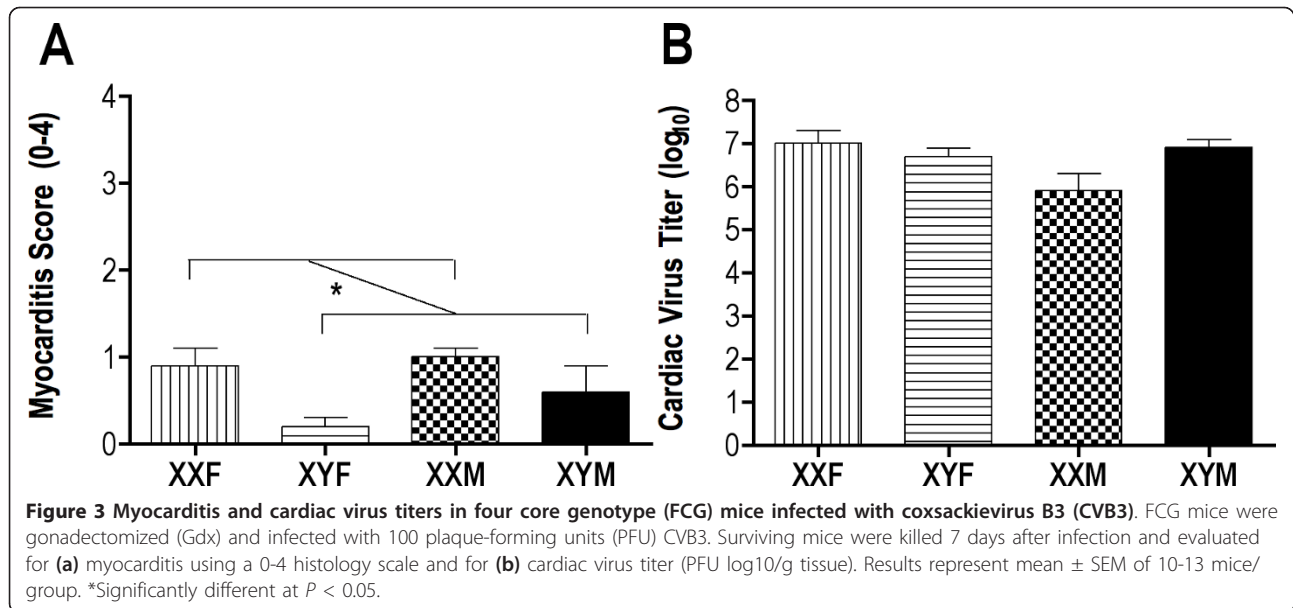 A
B
Myocarditis Score (0-4)
4
3
2
1
0
*
XXF XYF XXM XYM
Cardiac Virus Titer (log10)
8
7
6
5
4
3
2
1
0
XXF XYF XXM XYM
Figure 3 Myocarditis and cardiac virus titers in four core genotype (FCG) mice infected with coxsackievirus B3 (CVB3). FCG mice were
gonadectomized (Gdx) and infected with 100 plaque-forming units (PFU) CVB3. Surviving mice were killed 7 days after infection and evaluated
for (a) myocarditis using a 0-4 histology scale and for (b) cardiac virus titer (PFU log10/g tissue). Results represent mean ± SEM of 10-13 mice/
group. *Significantly different at P < 0.05.